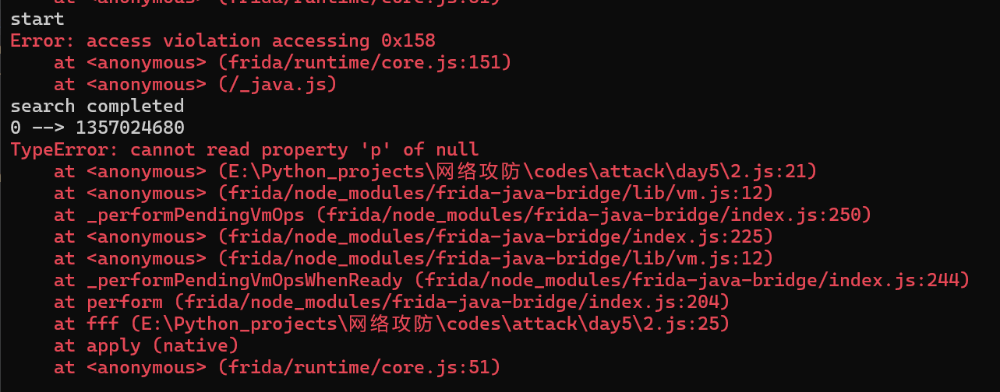 at <anonymous> (frida/runtime/core.js:81)
start
Error: access violation accessing 0x158
at <anonymous> (frida/runtime/core.js:151)
at <anonymous> (/_java.js)
search completed
0 --> 1357024680
TypeError: cannot read property 'p' of null
at <anonymous> (E:\Python_projects\网络攻防\codes\attack\day5\2.js:21)
at <anonymous> (frida/node_modules/frida-java-bridge/lib/vm.js:12)
at _performPendingVmOps (frida/node_modules/frida-java-bridge/index.js:250)
at <anonymous> (frida/node_modules/frida-java-bridge/index.js:225)
at <anonymous> (frida/node_modules/frida-java-bridge/lib/vm.js:12)
at _performPendingVmOpsWhenReady (frida/node_modules/frida-java-bridge/index.js:244)
at perform (frida/node_modules/frida-java-bridge/index.js:204)
at fff (E:\Python_projects\网络攻防\codes\attack\day5\2.js:25)
at apply (native)
at <anonymous> (frida/runtime/core.js:51)